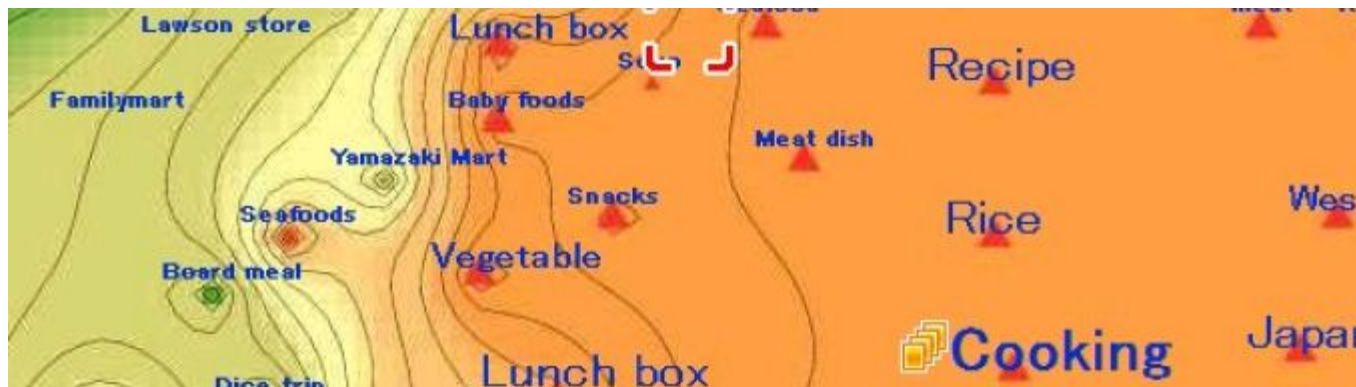 Lawson store
Lunch box
Recipe
Familymart
Baby foods
Meat dish
Yamazaki Mart
Snacks
Seafoods
Rice
Vegetable
Board meal
Cooking
Lunch box